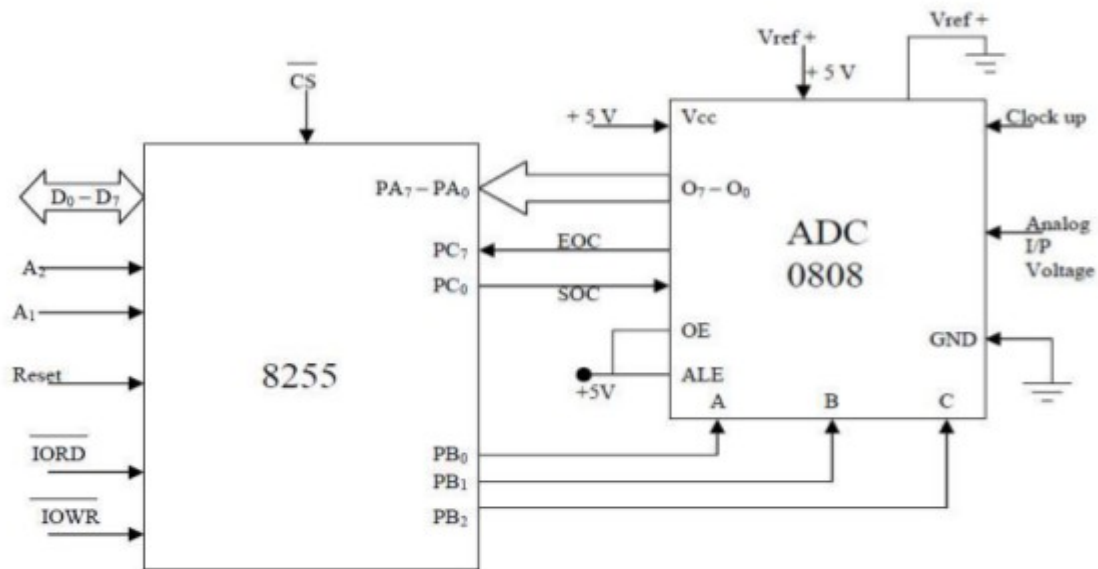 Vref +
Vref +
+ 5 V
CS
+ 5 V
Vcc
Clock up
D0 – D7
PA7 – PA0
O7 – O0
ADC
0808
Analog
I/P
Voltage
PC7
EOC
A2
PC0
SOC
A1
OE
GND
8255
Reset
ALE
+5V
A
B
C
IORD
PB0
PB1
IOWR
PB2